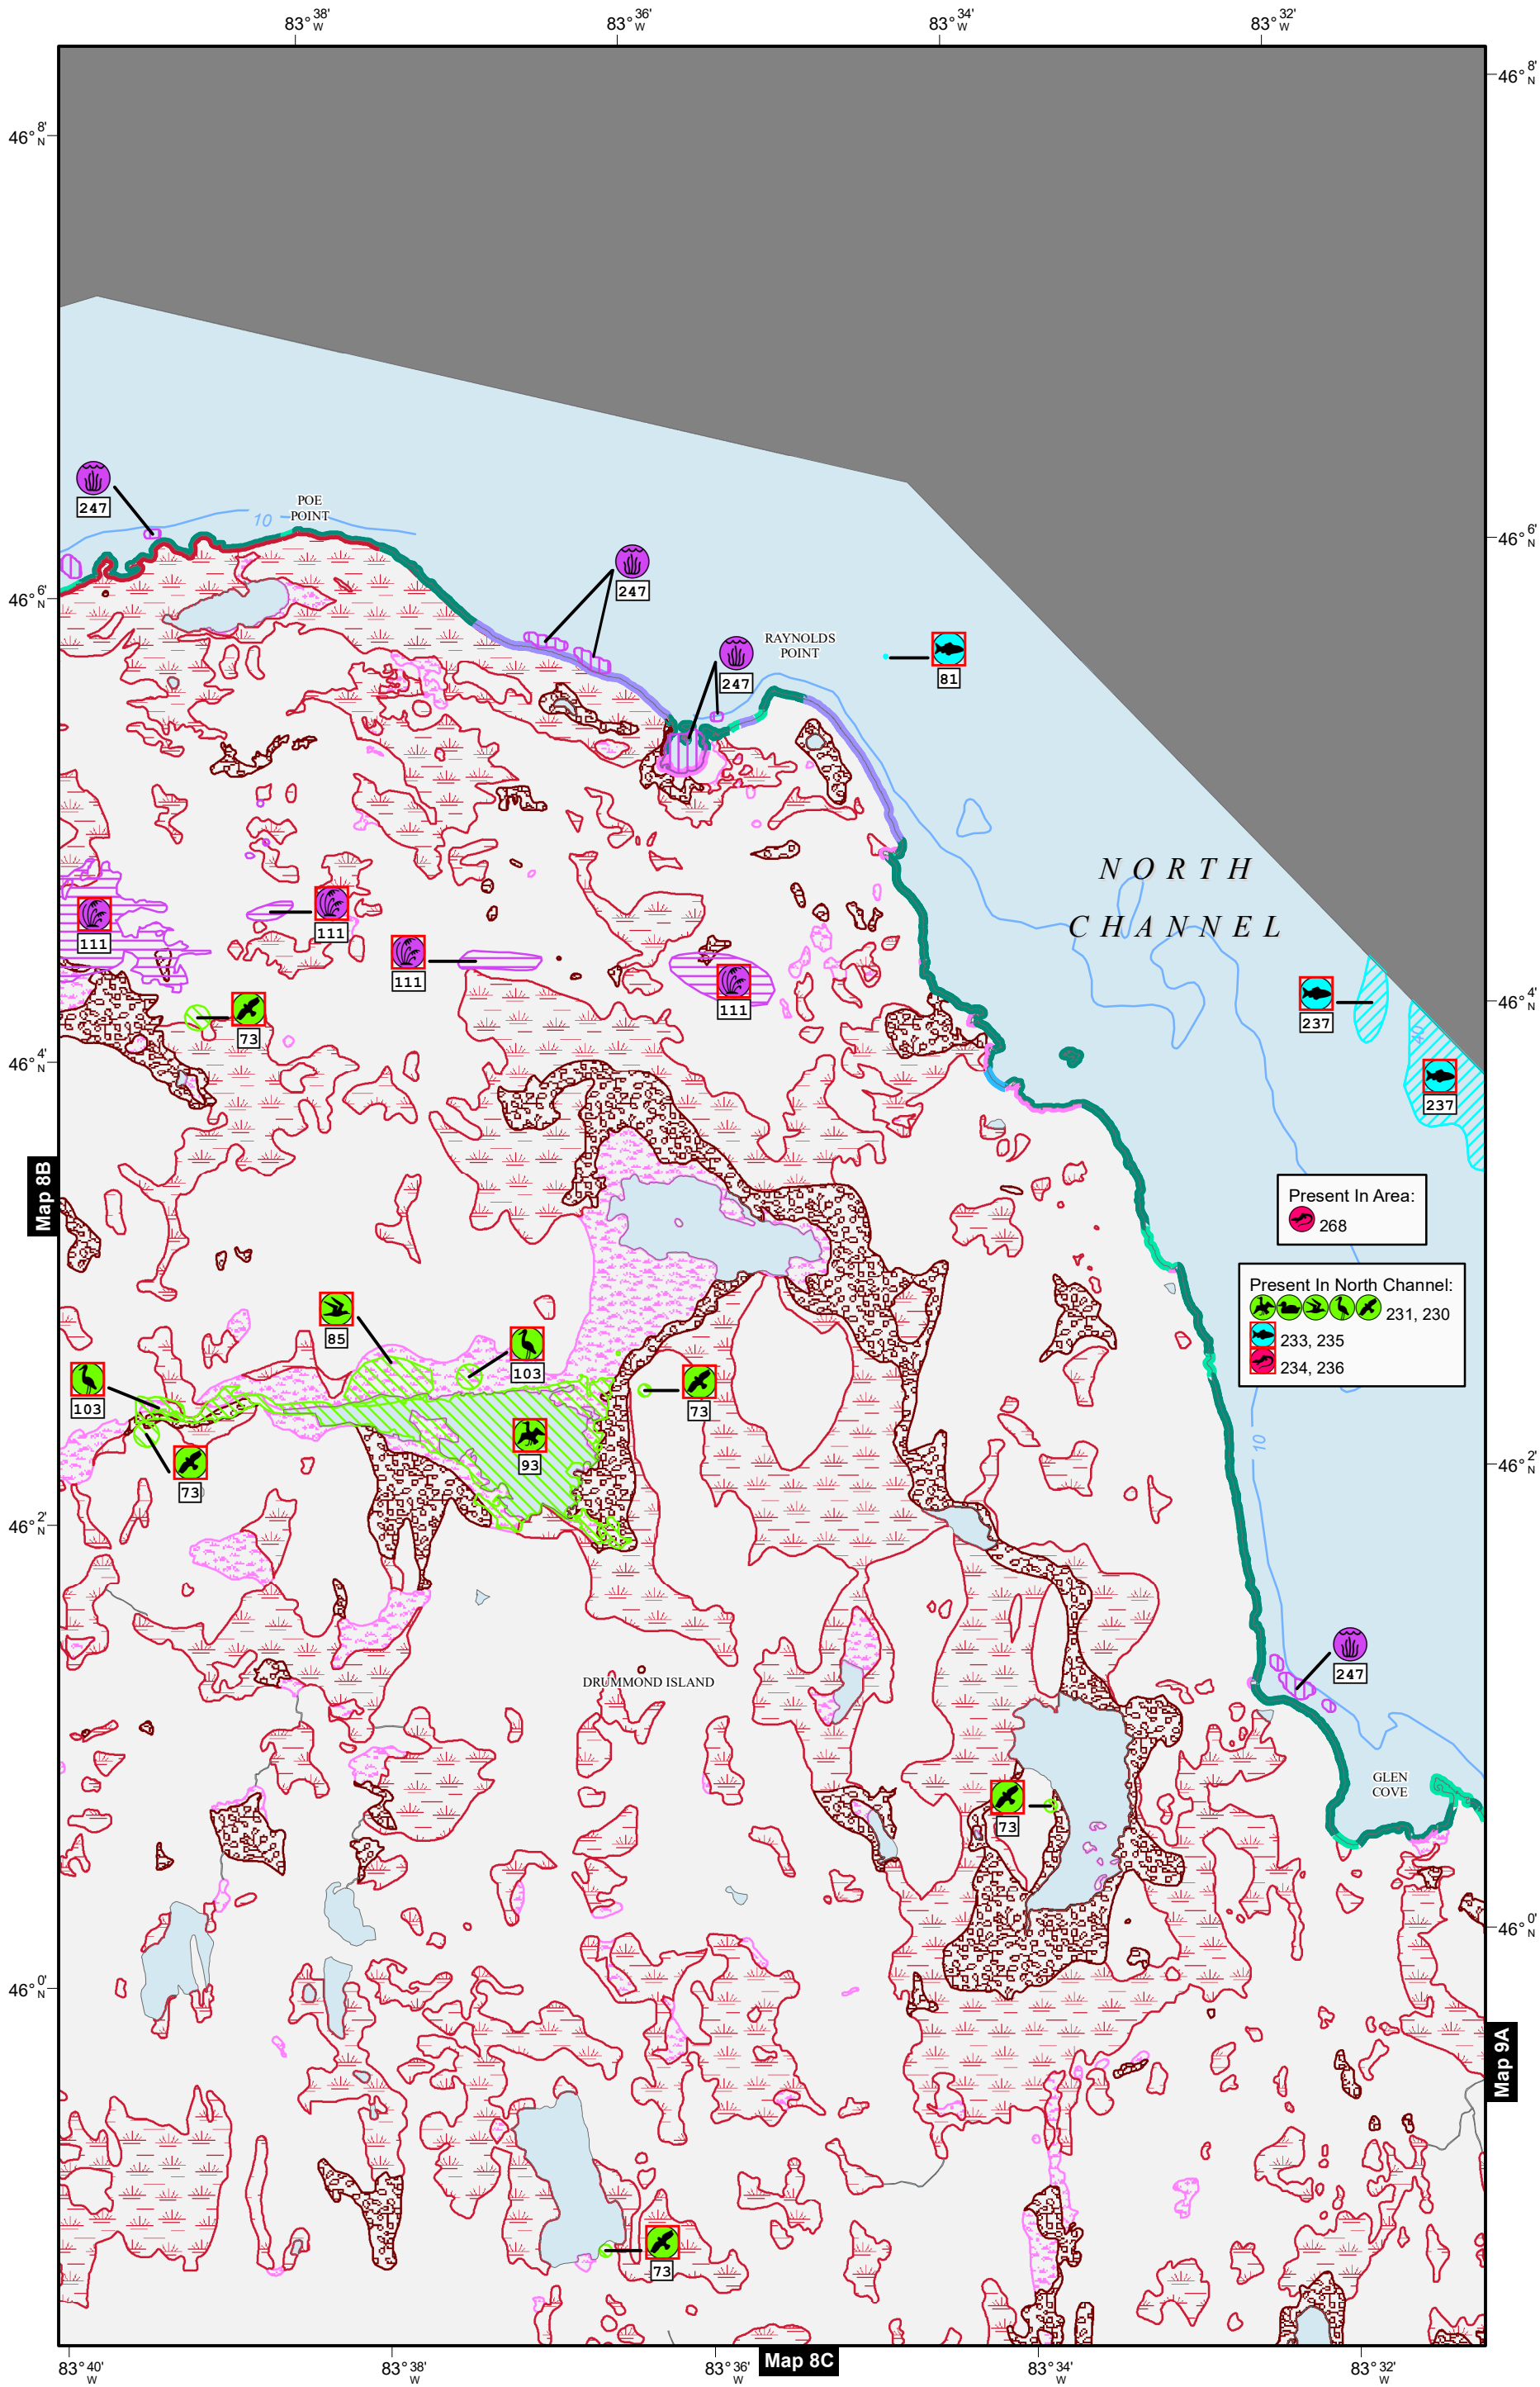 83° 38' W
83° 36' W
83° 34' W
83° 32' W
46° 8' N
46° 8' N
247
POE
POINT
10
46° 6' N
247
46° 6' N
RAYNOLDS
POINT
247
81
NORTH
CHANNEL
111
111
111
111
73
237
46° 4' N
40
237
46° 4' N
Map 8B
Present In Area:
268
Present In North Channel:
231, 230
233, 235
234, 236
85
103
103
73
93
73
10
46° 2' N
46° 2' N
247
DRUMMOND ISLAND
GLEN
COVE
73
46° 0' N
46° 0' N
Map 9A
73
83° 40' W
83° 38' W
83° 36' W
Map 8C
83° 34' W
83° 32' W